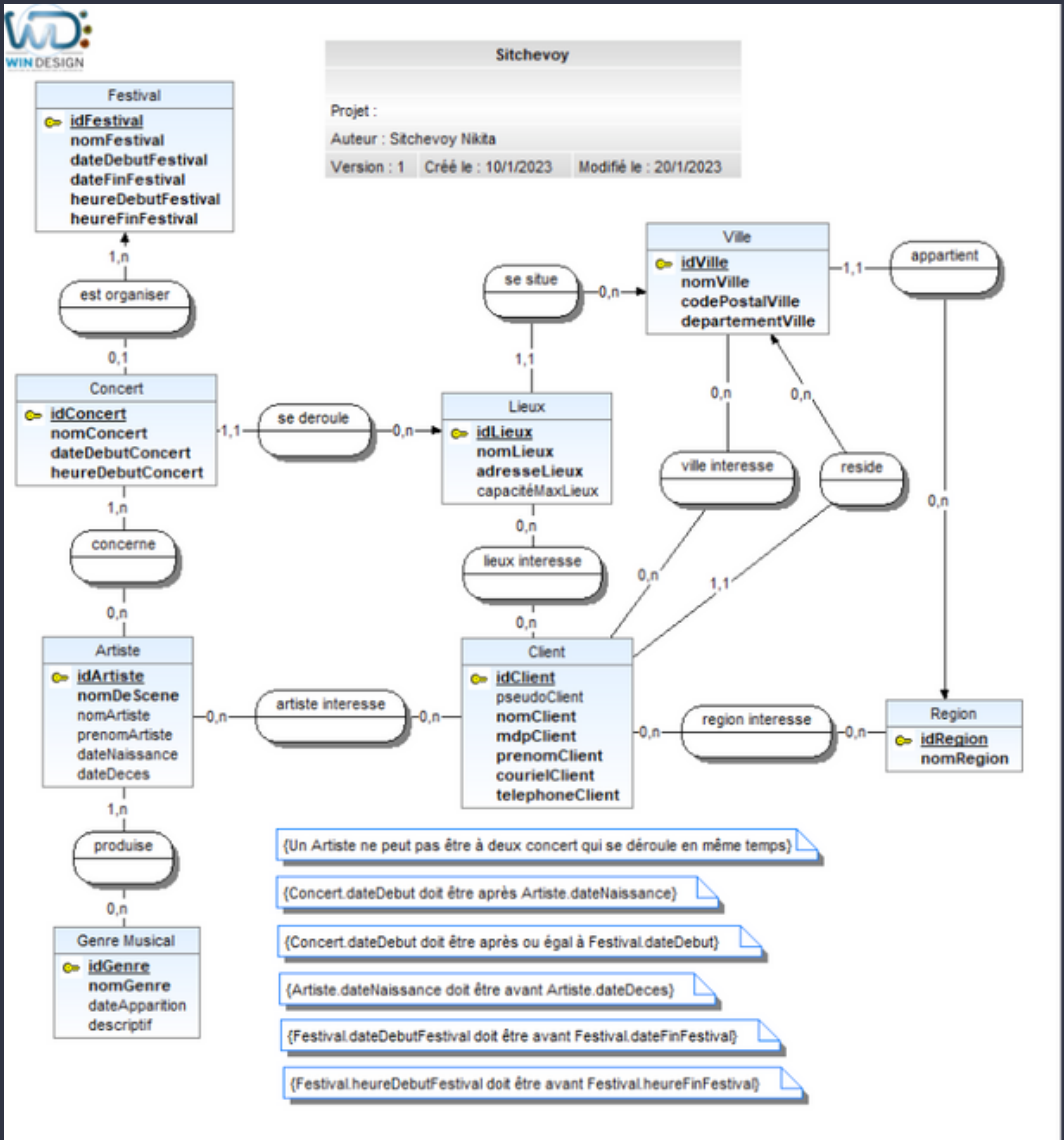 WIN DESIGN
Sitchevoy
Projet :
Auteur : Sitchevoy Nikita
Version : 1 Créé le : 10/1/2023 Modifié le : 20/1/2023
Festival
idFestival
nomFestival
dateDebutFestival
dateFinFestival
heureDebutFestival
heureFinFestival
1,n
est organiser
0,1
Concert
idConcert
nomConcert
dateDebutConcert
heureDebutConcert
1,1
se deroule
0,n
Lieux
idLieux
nomLieux
adresseLieux
capacitéMaxLieux
1,1
se situe
0,n
Ville
idVille
nomVille
codePostalVille
departementVille
1,1
appartient
0,n
0,n
ville interesse
0,n
0,n
reside
1,1
0,n
lieux interesse
0,n
1,n
concerne
0,n
Artiste
idArtiste
nomDeScene
nomArtiste
prenomArtiste
dateNaissance
dateDeces
0,n
artiste interesse
0,n
Client
idClient
pseudoClient
nomClient
mdpClient
prenomClient
courielClient
telephoneClient
0,n
region interesse
0,n
Region
idRegion
nomRegion
1,n
produise
0,n
Genre Musical
idGenre
nomGenre
dateApparition
descriptif
{Un Artiste ne peut pas être à deux concert qui se déroule en même temps}
{Concert.dateDebut doit être après Artiste.dateNaissance}
{Concert.dateDebut doit être après ou égal à Festival.dateDebut}
{Artiste.dateNaissance doit être avant Artiste.dateDeces}
{Festival.dateDebutFestival doit être avant Festival.dateFinFestival}
{Festival.heureDebutFestival doit être avant Festival.heureFinFestival}